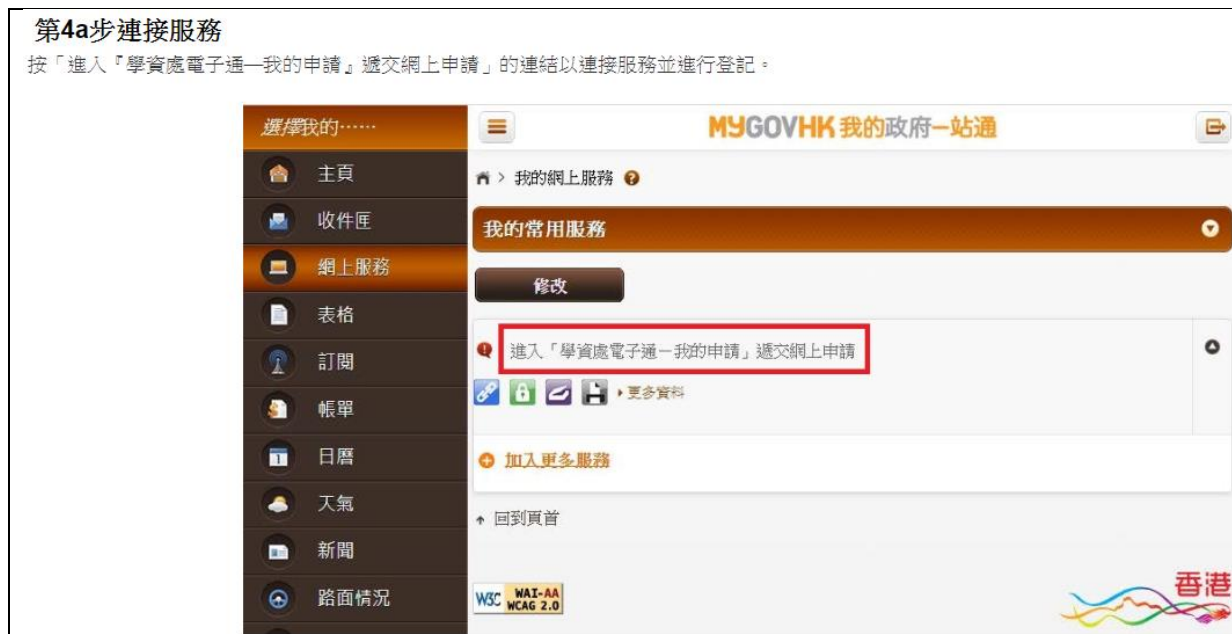 第4a步連接服務
按「進入『學資處電子通—我的申請』遞交網上申請」的連結以連接服務並進行登記。
選擇我的……
主頁
收件匣
網上服務
表格
訂閱
帳單
日曆
天氣
新聞
路面情況
MYGOVHK 我的政府一站通
> 我的網上服務
我的常用服務
修改
進入「學資處電子通－我的申請」遞交網上申請
更多資料
加入更多服務
回到頁首
W3C WAI-AA
WCAG 2.0
香港